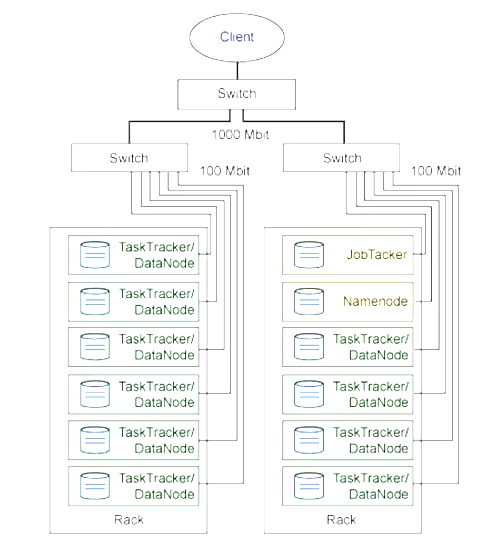 Client
Switch
1000 Mbit
Switch
Switch
100 Mbit
100 Mbit
TaskTracker/
DataNode
TaskTracker/
DataNode
TaskTracker/
DataNode
TaskTracker/
DataNode
TaskTracker/
DataNode
TaskTracker/
DataNode
Rack
JobTacker
Namenode
TaskTracker/
DataNode
TaskTracker/
DataNode
TaskTracker/
DataNode
TaskTracker/
DataNode
Rack